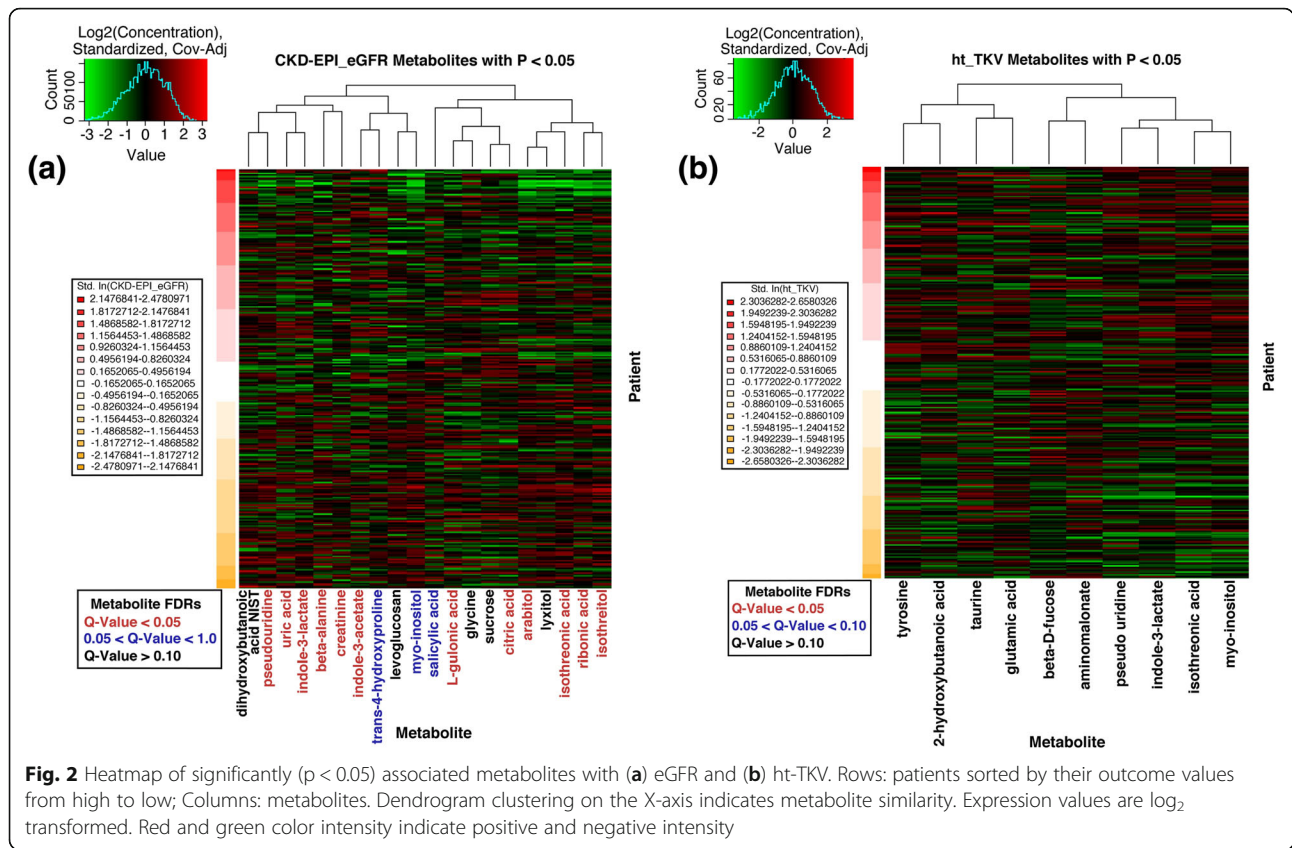 Log2(Concentration),
Standardized, Cov-Adj
Count
0 50100
-3 -2 -1 0 1 2 3
Value
CKD-EPI_eGFR Metabolites with P < 0.05
(a)
Std. ln(CKD-EPI_eGFR)
2.1476841-2.4780971
1.8172712-2.1476841
1.4868582-1.8172712
1.1564453-1.4868582
0.9260324-1.1564453
0.4956194-0.8260324
0.1652065-0.4956194
-0.1652065-0.1652065
-0.4956194--0.1652065
-0.8260324--0.4956194
-1.1564453--0.8260324
-1.4868582--1.1564453
-1.8172712--1.4868582
-2.1476841--1.8172712
-2.4780971--2.1476841
Patient
Metabolite FDRs
Q-Value < 0.05
0.05 < Q-Value < 1.0
Q-Value > 0.10
dihydroxybutanoic
acid NIST
pseudouridine
uric acid
indole-3-lactate
beta-alanine
creatinine
indole-3-acetate
trans-4-hydroxyproline
levoglucosan
myo-inositol
salicylic acid
L-gulonic acid
glycine
sucrose
citric acid
arabitol
lyxitol
isothreonic acid
ribonic acid
isothreitol
Metabolite
Log2(Concentration),
Standardized, Cov-Adj
Count
0 20 60
-2 0 2
Value
ht_TKV Metabolites with P < 0.05
(b)
Std. ln(ht_TKV)
2.3036282-2.6580326
1.9492239-2.3036282
1.5948195-1.9492239
1.2404152-1.5948195
0.8860109-1.2404152
0.5316065-0.8860109
0.1772022-0.5316065
-0.1772022-0.1772022
-0.5316065--0.1772022
-0.8860109--0.5316065
-1.2404152--0.8860109
-1.5948195--1.2404152
-1.9492239--1.5948195
-2.3036282--1.9492239
-2.6580326--2.3036282
Patient
Metabolite FDRs
Q-Value < 0.05
0.05 < Q-Value < 0.10
Q-Value > 0.10
tyrosine
2-hydroxybutanoic acid
taurine
glutamic acid
beta-D-fucose
aminomalonate
pseudo uridine
indole-3-lactate
isothreonic acid
myo-inositol
Metabolite
Fig. 2 Heatmap of significantly (p < 0.05) associated metabolites with (a) eGFR and (b) ht-TKV. Rows: patients sorted by their outcome values
from high to low; Columns: metabolites. Dendrogram clustering on the X-axis indicates metabolite similarity. Expression values are log2
transformed. Red and green color intensity indicate positive and negative intensity